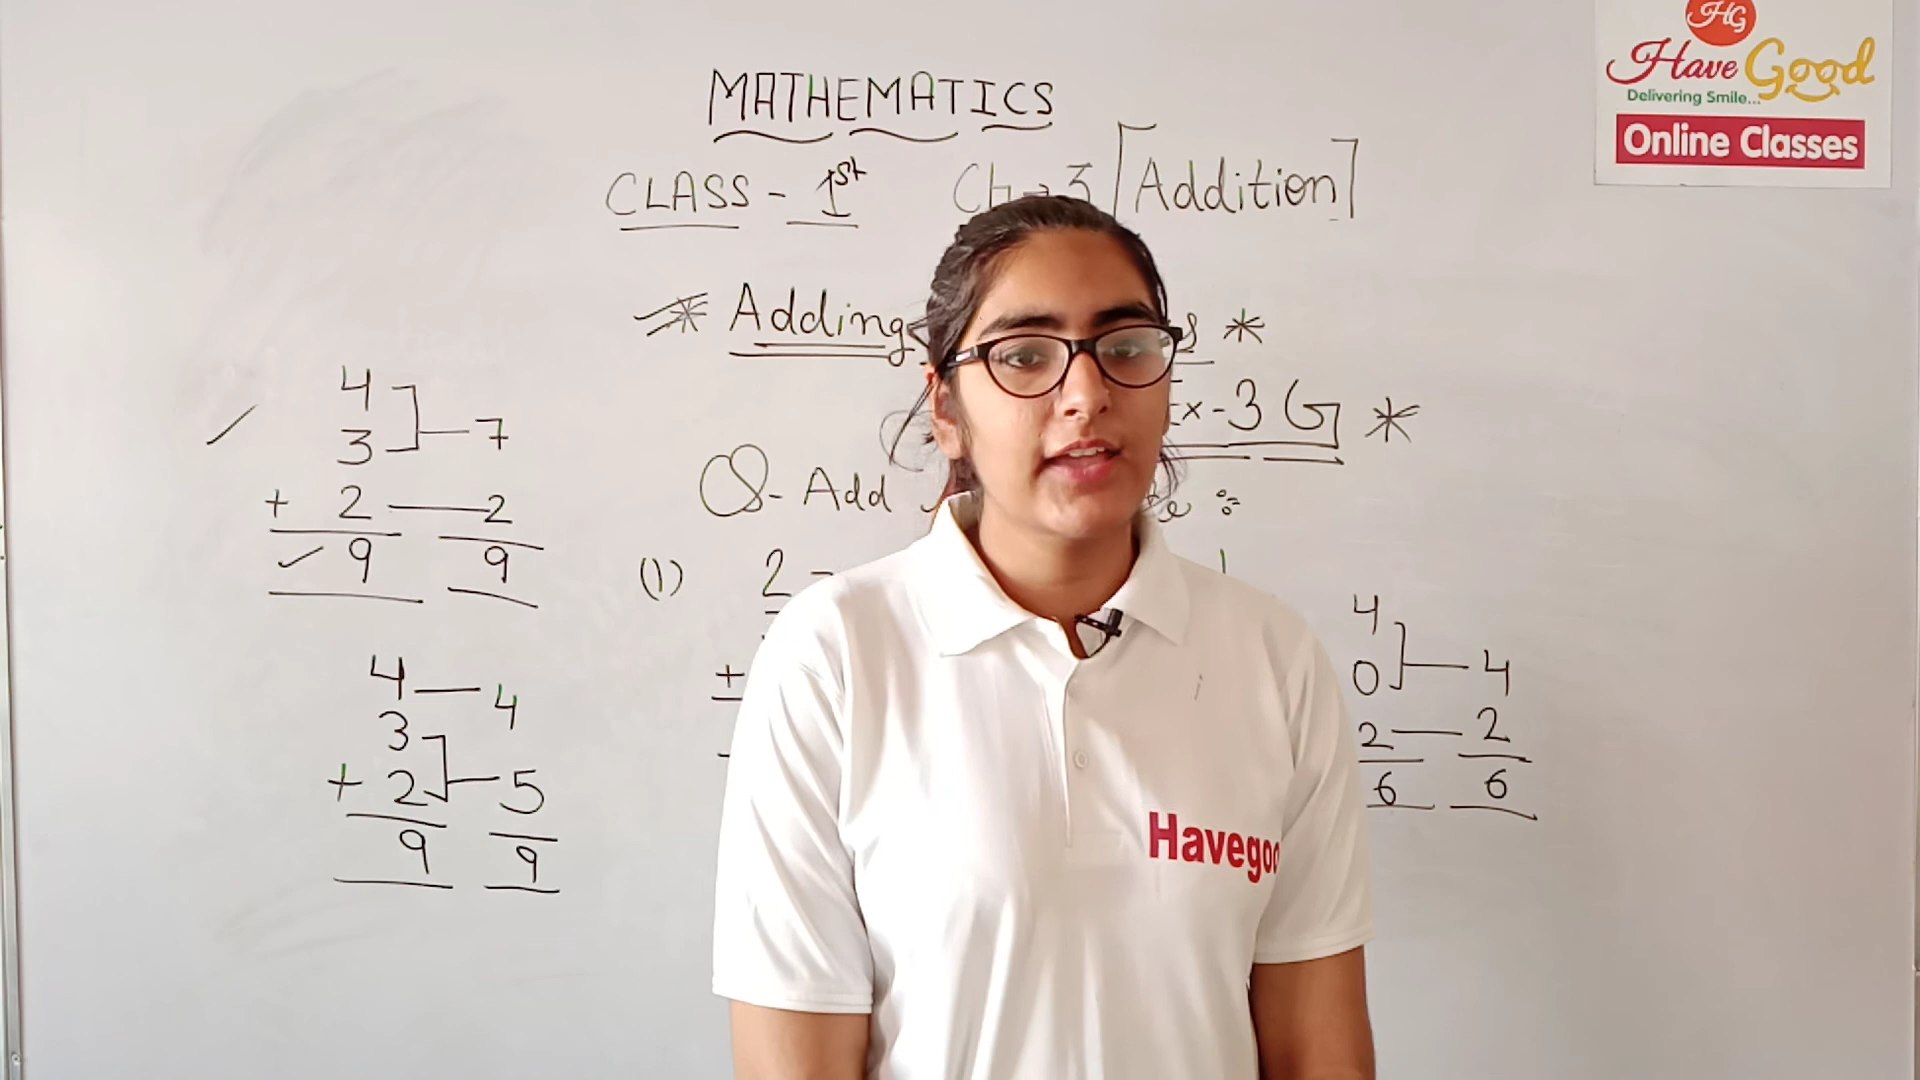 HG
Have Good
Delivering Smile...
Online Classes
MATHEMATICS
CLASS - 1st Ch → 3 [Addition]
* Adding *
Ex - 3 G *
Q - Add
4
3 7
+ 2 2
9 9
4 4
3
+ 2 5
9 9
(1) 2
+
4
0 4
2 2
6 6
Havegoo